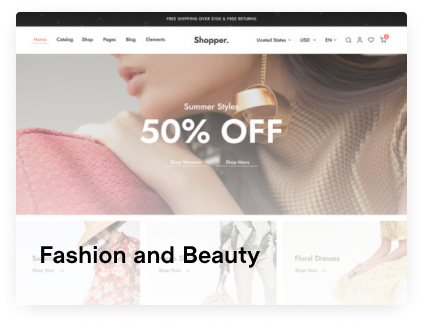 FREE SHIPPING OVER $100 & FREE RETURNS
Home Catalog Shop Pages Blog Elements Shopper. United States USD EN
Summer Styles
50% OFF
Shop Women Shop Mens
Fashion and Beauty
Floral Dresses
Shop Now → Shop Now → Shop Now →